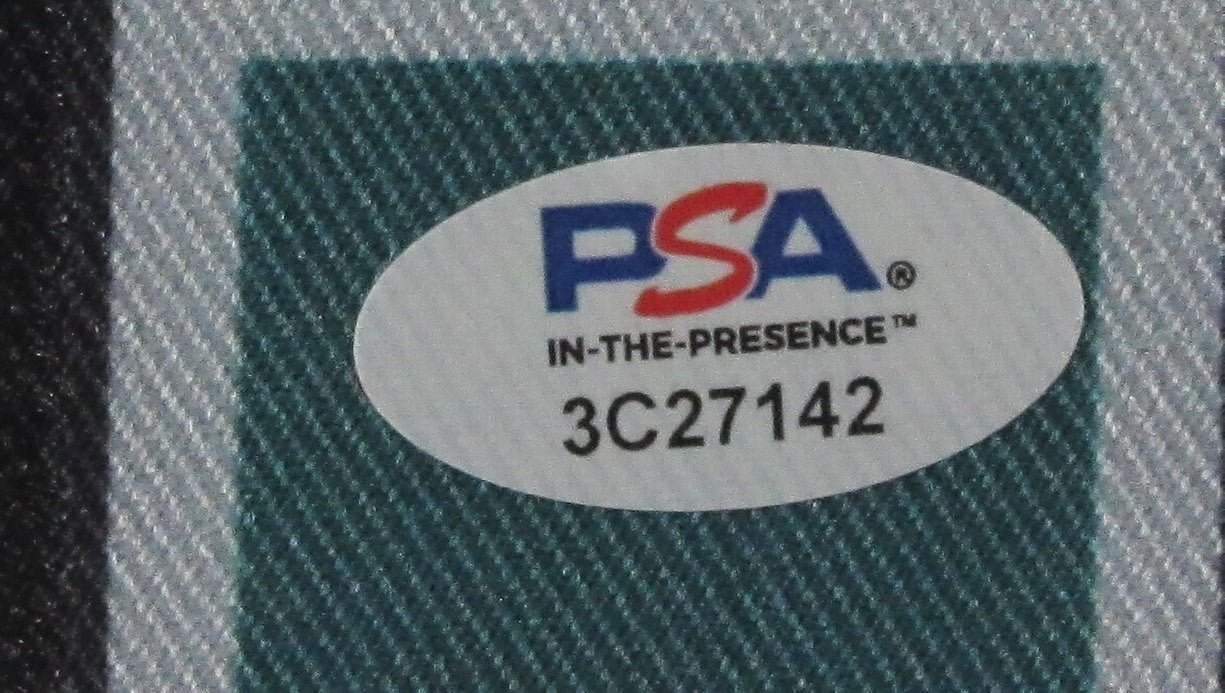 PSA®
IN-THE-PRESENCE™
3C27142